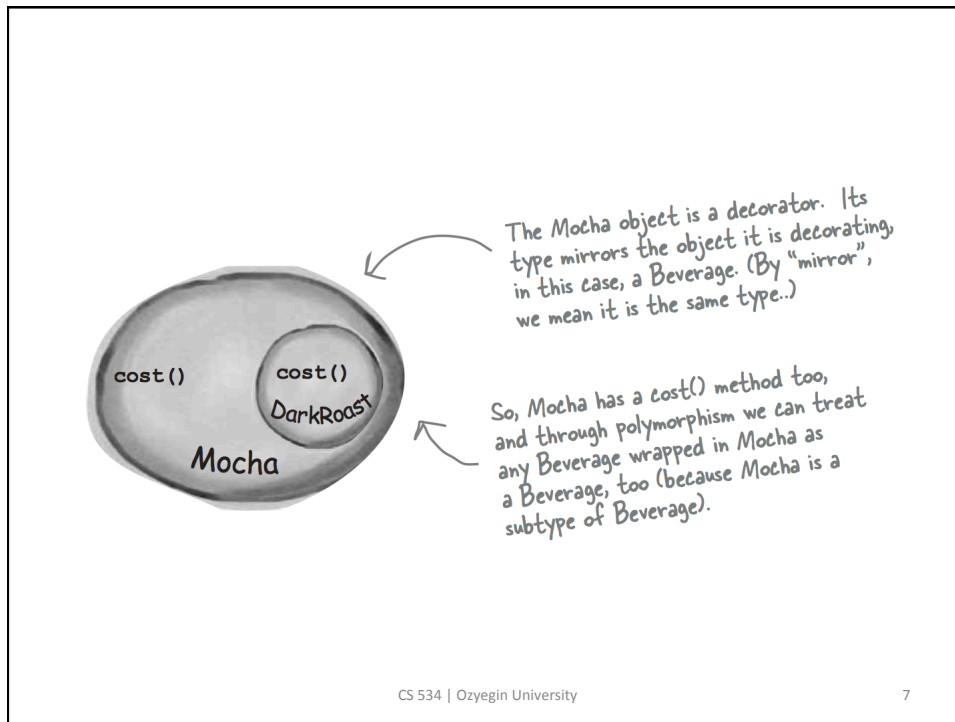 The Mocha object is a decorator. Its
type mirrors the object it is decorating,
in this case, a Beverage. (By “mirror”,
we mean it is the same type..)
cost()
cost()
DarkRoast
Mocha
So, Mocha has a cost() method too,
and through polymorphism we can treat
any Beverage wrapped in Mocha as
a Beverage, too (because Mocha is a
subtype of Beverage).
CS 534 | Ozyegin University
7